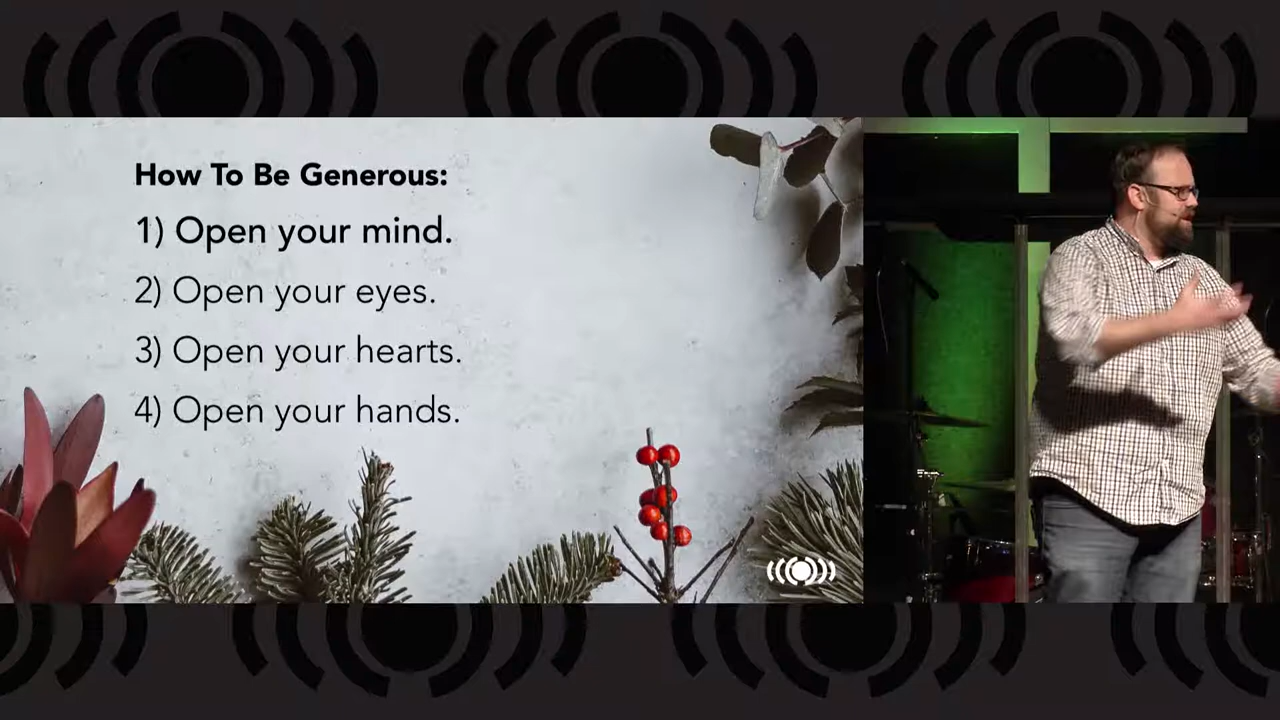 How To Be Generous:
1) Open your mind.
2) Open your eyes.
3) Open your hearts.
4) Open your hands.